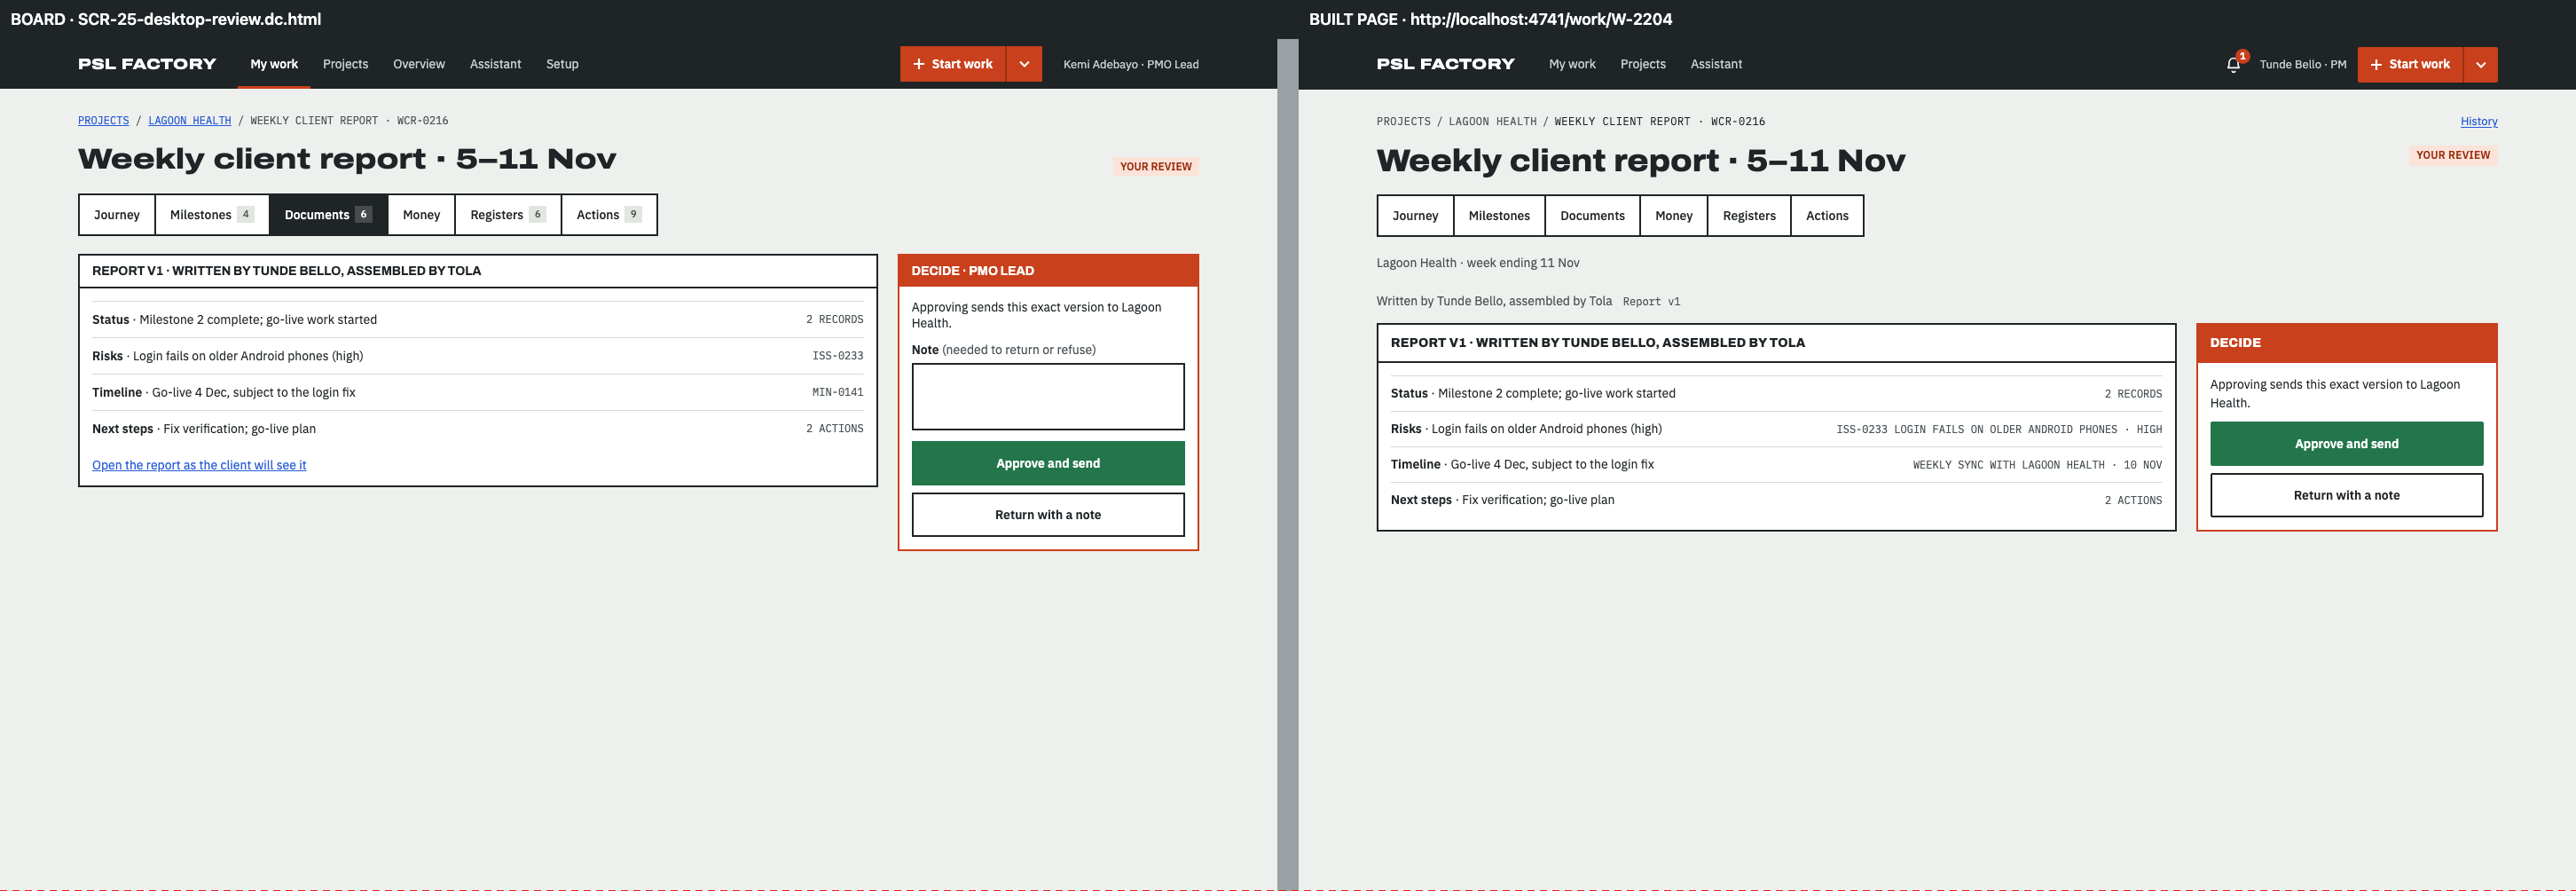 BOARD · SCR-25-desktop-review.dc.html
PSL FACTORY My work Projects Overview Assistant Setup + Start work Kemi Adebayo · PMO Lead
PROJECTS / LAGOON HEALTH / WEEKLY CLIENT REPORT · WCR-0216
Weekly client report · 5–11 Nov
YOUR REVIEW
Journey Milestones 4 Documents 6 Money Registers 6 Actions 9
REPORT V1 · WRITTEN BY TUNDE BELLO, ASSEMBLED BY TOLA
Status · Milestone 2 complete; go-live work started 2 RECORDS
Risks · Login fails on older Android phones (high) ISS-0233
Timeline · Go-live 4 Dec, subject to the login fix MIN-0141
Next steps · Fix verification; go-live plan 2 ACTIONS
Open the report as the client will see it
DECIDE · PMO LEAD
Approving sends this exact version to Lagoon
Health.
Note (needed to return or refuse)
Approve and send
Return with a note
BUILT PAGE · http://localhost:4741/work/W-2204
PSL FACTORY My work Projects Assistant 1 Tunde Bello · PM + Start work
PROJECTS / LAGOON HEALTH / WEEKLY CLIENT REPORT · WCR-0216 History
Weekly client report · 5–11 Nov
YOUR REVIEW
Journey Milestones Documents Money Registers Actions
Lagoon Health · week ending 11 Nov
Written by Tunde Bello, assembled by Tola Report v1
REPORT V1 · WRITTEN BY TUNDE BELLO, ASSEMBLED BY TOLA
Status · Milestone 2 complete; go-live work started 2 RECORDS
Risks · Login fails on older Android phones (high) ISS-0233 LOGIN FAILS ON OLDER ANDROID PHONES · HIGH
Timeline · Go-live 4 Dec, subject to the login fix WEEKLY SYNC WITH LAGOON HEALTH · 10 NOV
Next steps · Fix verification; go-live plan 2 ACTIONS
DECIDE
Approving sends this exact version to Lagoon
Health.
Approve and send
Return with a note